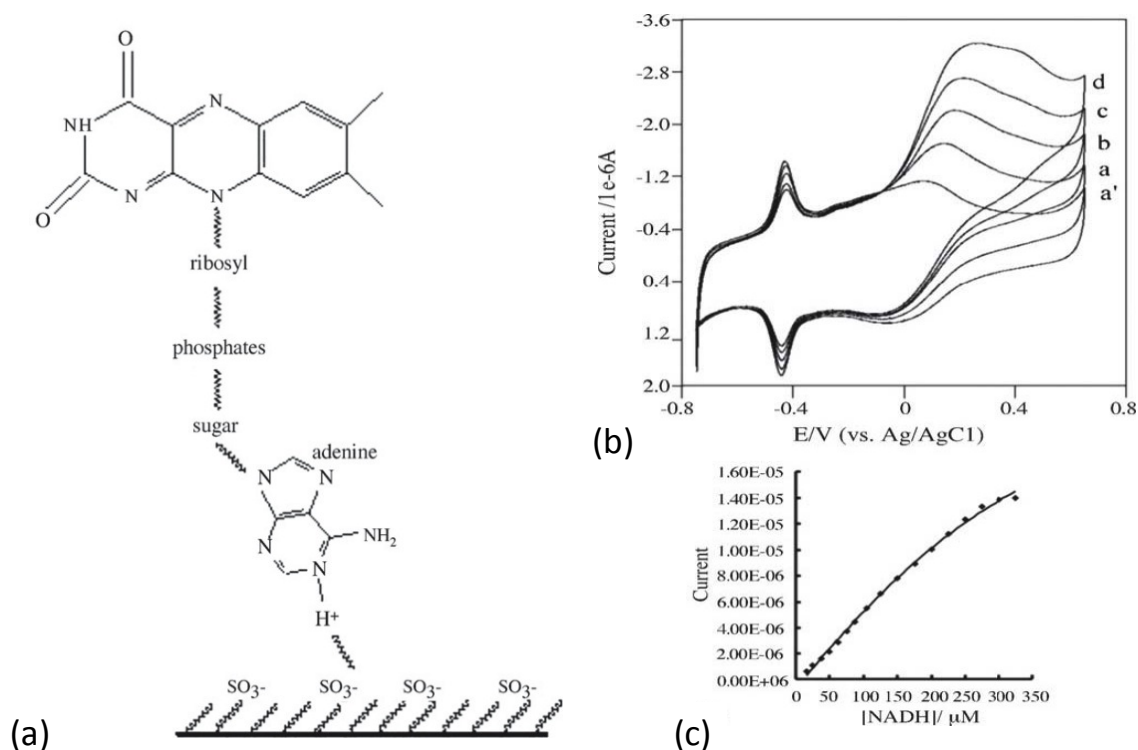 O
NH
N
O
N
N
ribosyl
phosphates
sugar
adenine
N
N
N
N
NH2
H+
SO3-
SO3-
SO3-
SO3-
(a)
-3.6
-2.8
-2.0
-1.2
-0.4
0.4
1.2
2.0
Current /1e-6A
d
c
b
a
a'
-0.8
-0.4
0
0.4
0.8
E/V (vs. Ag/AgC1)
(b)
1.60E-05
1.40E-05
1.20E-05
1.00E-05
8.00E-06
6.00E-06
4.00E-06
2.00E-06
0.00E+06
Current
0
50
100
150
200
250
300
350
[NADH]/ µM
(c)